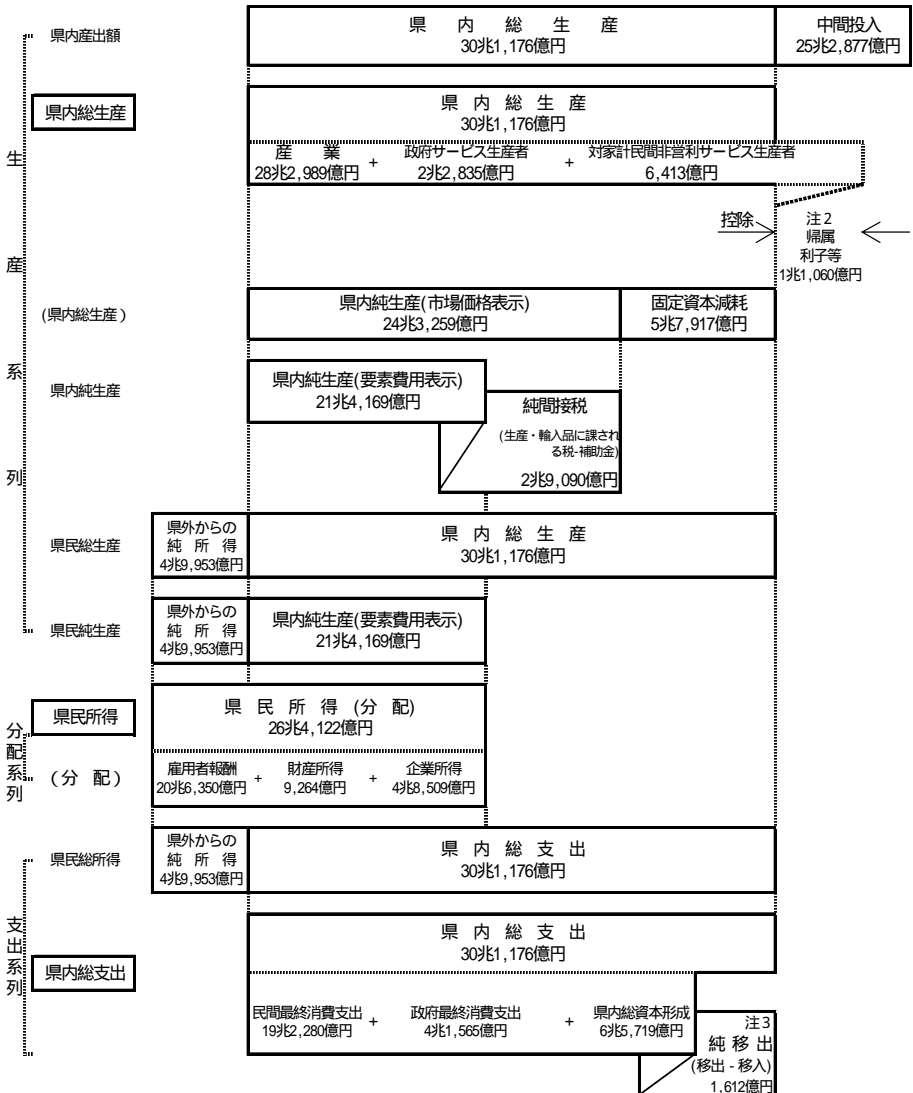 県内産出額
県 内 総 生 産
30兆1,176億円
中間投入
25兆2,877億円
県内総生産
県 内 総 生 産
30兆1,176億円
産 業
28兆2,989億円
+
政府サービス生産者
2兆2,835億円
+
対家計民間非営利サービス生産者
6,413億円
控除
注2
帰属
利子等
1兆1,060億円
生産系列
(県内総生産)
県内純生産(市場価格表示)
24兆3,259億円
固定資本減耗
5兆7,917億円
県内純生産
県内純生産(要素費用表示)
21兆4,169億円
純間接税
(生産・輸入品に課され
る税-補助金)
2兆9,090億円
県民総生産
県外からの
純 所 得
4兆9,953億円
県 内 総 生 産
30兆1,176億円
県民純生産
県外からの
純 所 得
4兆9,953億円
県内純生産(要素費用表示)
21兆4,169億円
分配系列
県民所得
(分 配)
県 民 所 得 (分 配)
26兆4,122億円
雇用者報酬
20兆6,350億円
+
財産所得
9,264億円
+
企業所得
4兆8,509億円
支出系列
県民総所得
県外からの
純 所 得
4兆9,953億円
県 内 総 支 出
30兆1,176億円
県内総支出
県 内 総 支 出
30兆1,176億円
民間最終消費支出
19兆2,280億円
+
政府最終消費支出
4兆1,565億円
+
県内総資本形成
6兆5,719億円
注3
純 移 出
(移出 - 移入)
1,612億円